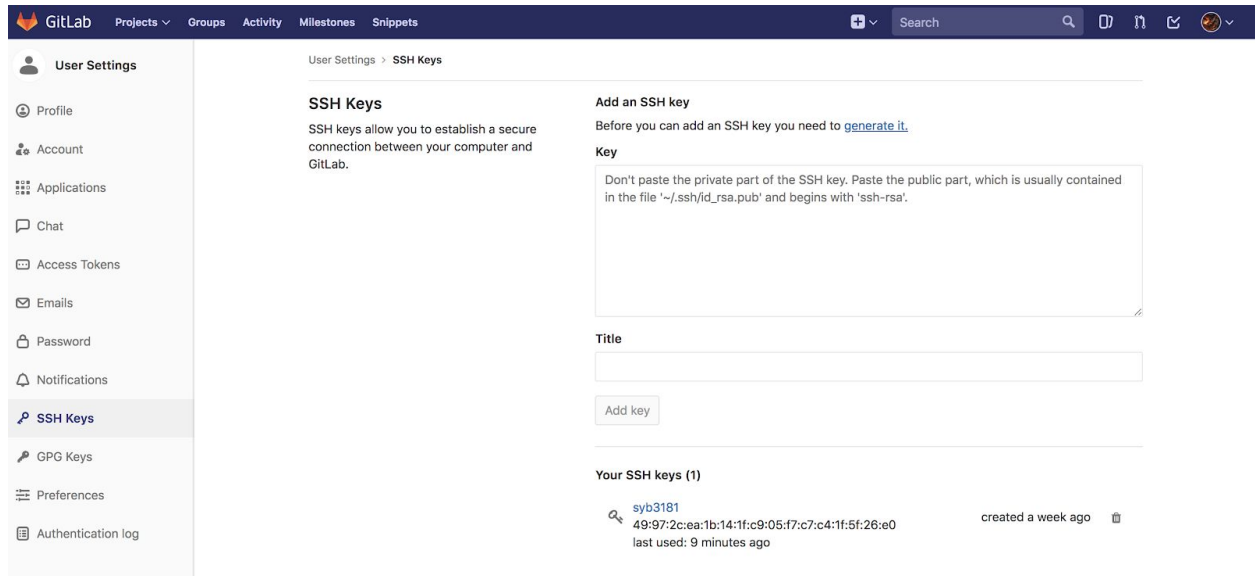 GitLab Projects Groups Activity Milestones Snippets Search
User Settings
Profile
Account
Applications
Chat
Access Tokens
Emails
Password
Notifications
SSH Keys
GPG Keys
Preferences
Authentication log
User Settings > SSH Keys
SSH Keys
SSH keys allow you to establish a secure
connection between your computer and
GitLab.
Add an SSH key
Before you can add an SSH key you need to generate it.
Key
Don't paste the private part of the SSH key. Paste the public part, which is usually contained
in the file '~/.ssh/id_rsa.pub' and begins with 'ssh-rsa'.
Title
Add key
Your SSH keys (1)
syb3181
49:97:2c:ea:1b:14:1f:c9:05:f7:c7:c4:1f:5f:26:e0 created a week ago
last used: 9 minutes ago